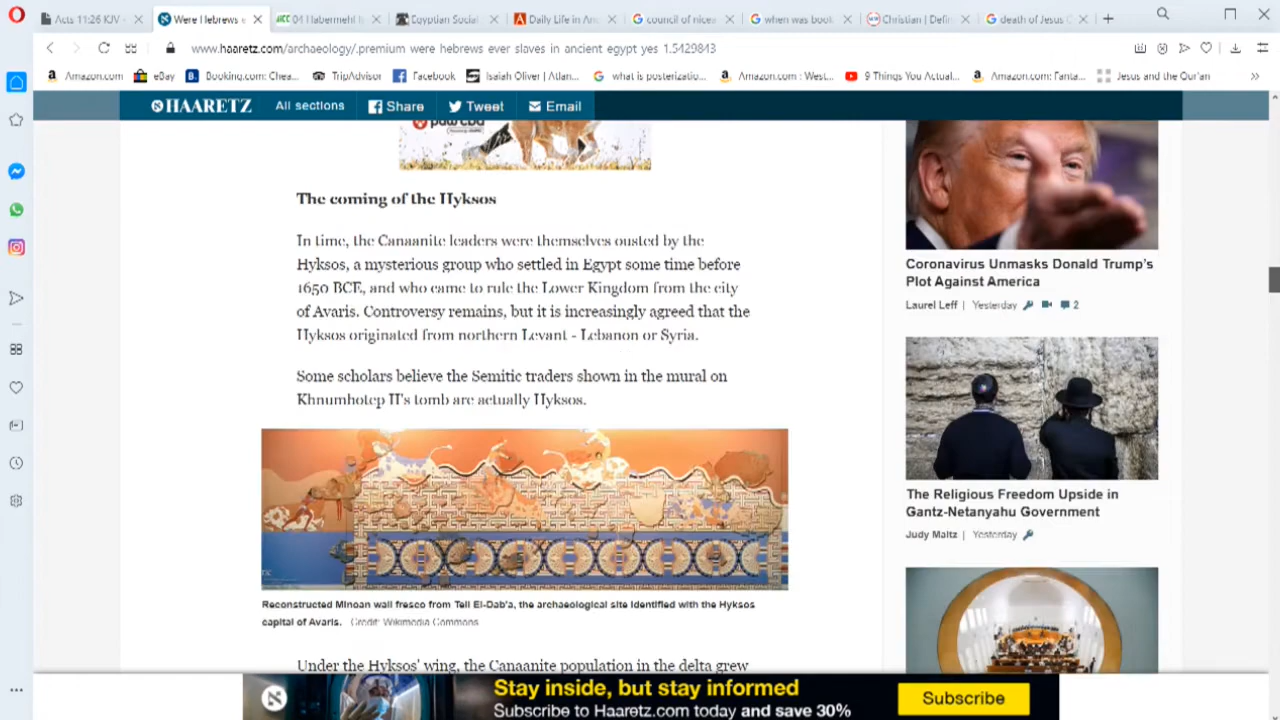 Acts 11:26 KJV -
Were Hebrews e
04 Habermehl t
Egyptian Social
Daily Life in An
council of nicea
when was book
Christian | Defin
death of Jesus C
www.haaretz.com/archaeology/.premium were hebrews ever slaves in ancient egypt yes 1.5429843
Amazon.com
eBay
Booking.com: Chea...
TripAdvisor
Facebook
Isaiah Oliver | Atlan...
what is posterizatio...
Amazon.com : West...
9 Things You Actual...
Amazon.com: Fanta...
Jesus and the Qur'an
HAARETZ
All sections
Share
Tweet
Email
pawcbd
The coming of the Hyksos
In time, the Canaanite leaders were themselves ousted by the
Hyksos, a mysterious group who settled in Egypt some time before
1650 BCE, and who came to rule the Lower Kingdom from the city
of Avaris. Controversy remains, but it is increasingly agreed that the
Hyksos originated from northern Levant - Lebanon or Syria.
Some scholars believe the Semitic traders shown in the mural on
Khnumhotep II's tomb are actually Hyksos.
Reconstructed Minoan wall fresco from Tell El-Dab'a, the archaeological site identified with the Hyksos
capital of Avaris. Credit: Wikimedia Commons
Under the Hyksos' wing, the Canaanite population in the delta grew
Coronavirus Unmasks Donald Trump's
Plot Against America
Laurel Leff | Yesterday 2
The Religious Freedom Upside in
Gantz-Netanyahu Government
Judy Maltz | Yesterday
Stay inside, but stay informed
Subscribe to Haaretz.com today and save 30%
Subscribe